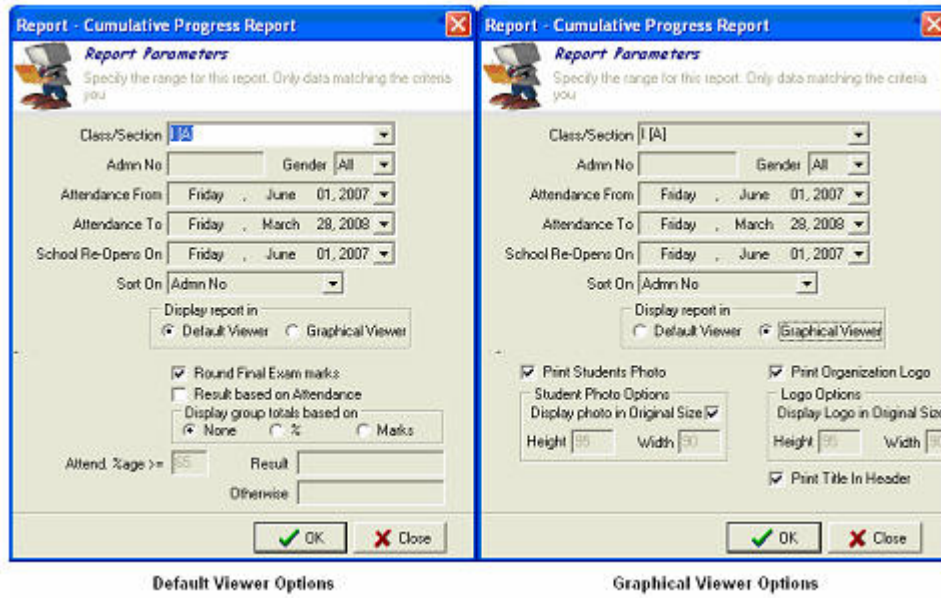 Report - Cumulative Progress Report
Report Parameters
Specify the range for this report. Only data matching the criteria
you
Class/Section I [A]
Admn No Gender All
Attendance From Friday , June 01, 2007
Attendance To Friday , March 28, 2008
School Re-Opens On Friday , June 01, 2007
Sort On Admn No
Display report in
Default Viewer Graphical Viewer
Round Final Exam marks
Result based on Attendance
Display group totals based on
None % Marks
Attend. %age >= 65 Result
Otherwise
OK Close
Default Viewer Options
Report - Cumulative Progress Report
Report Parameters
Specify the range for this report. Only data matching the criteria
you
Class/Section I [A]
Admn No Gender All
Attendance From Friday , June 01, 2007
Attendance To Friday , March 28, 2008
School Re-Opens On Friday , June 01, 2007
Sort On Admn No
Display report in
Default Viewer Graphical Viewer
Print Students Photo Print Organization Logo
Student Photo Options Logo Options
Display photo in Original Size Display Logo in Original Size
Height 95 Width 90 Height 95 Width
Print Title In Header
OK Close
Graphical Viewer Options